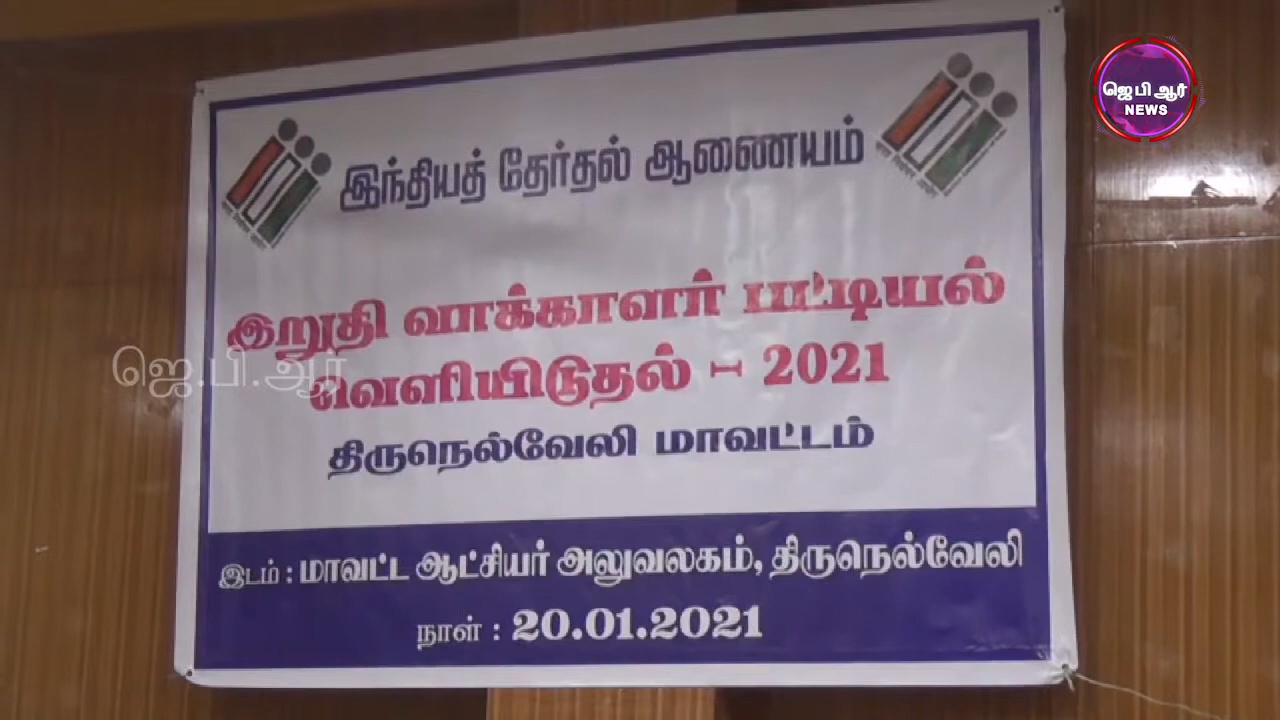 ஜெ பி ஆர்
NEWS
இந்தியத் தேர்தல் ஆணையம்
இறுதி வாக்காளர் பட்டியல்
வெளியிடுதல் - 2021
ஜெ.பி.ஆர்
திருநெல்வேலி மாவட்டம்
இடம் : மாவட்ட ஆட்சியர் அலுவலகம், திருநெல்வேலி
நாள் : 20.01.2021